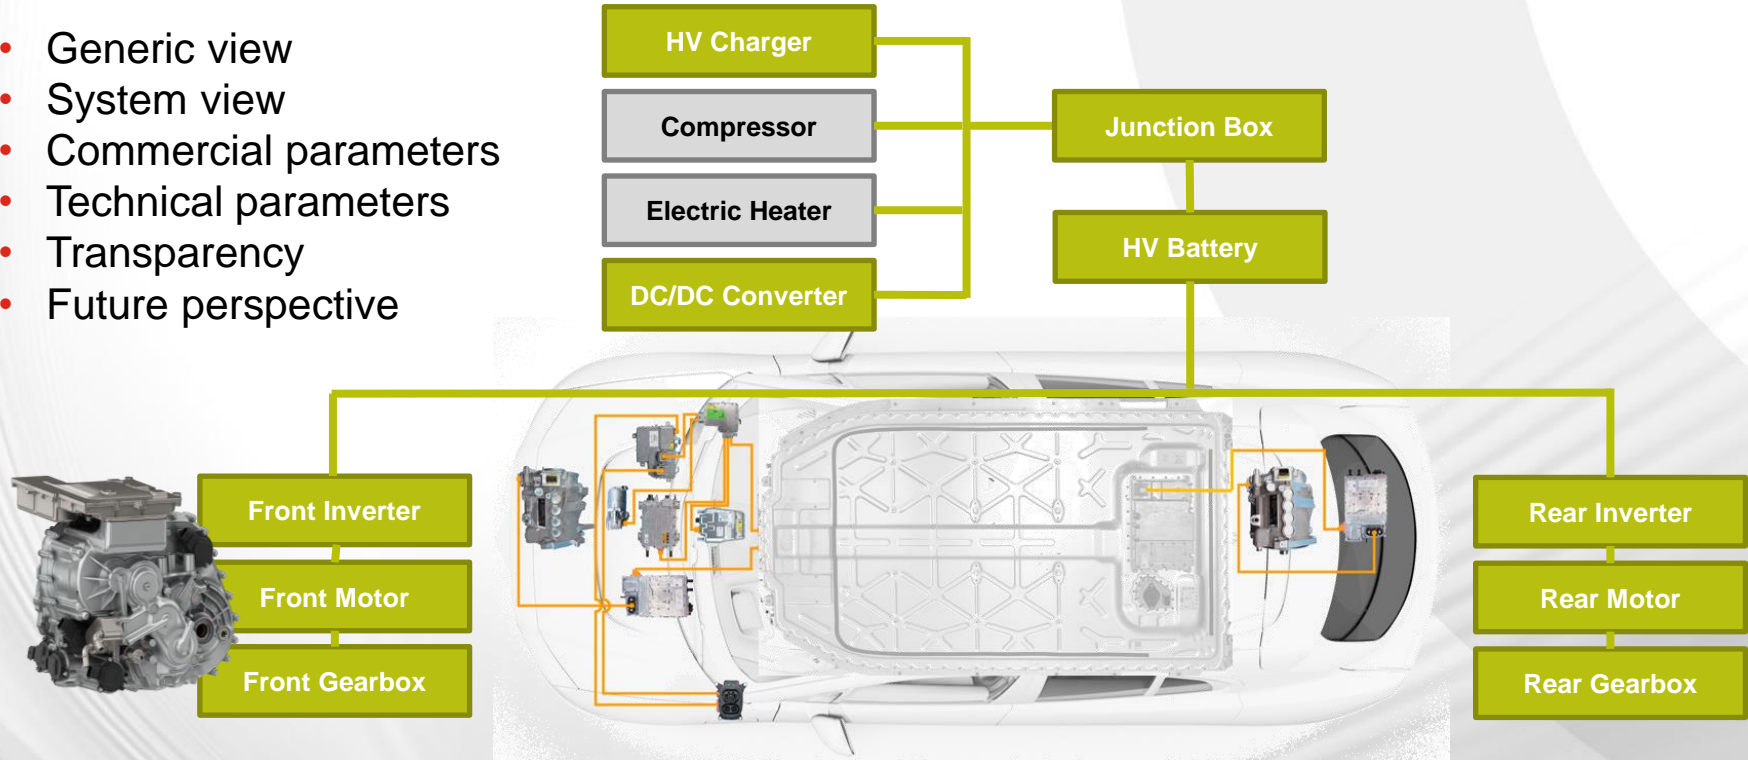 • Generic view
• System view
• Commercial parameters
• Technical parameters
• Transparency
• Future perspective
HV Charger
Compressor
Electric Heater
DC/DC Converter
Junction Box
HV Battery
Front Inverter
Front Motor
Front Gearbox
Rear Inverter
Rear Motor
Rear Gearbox